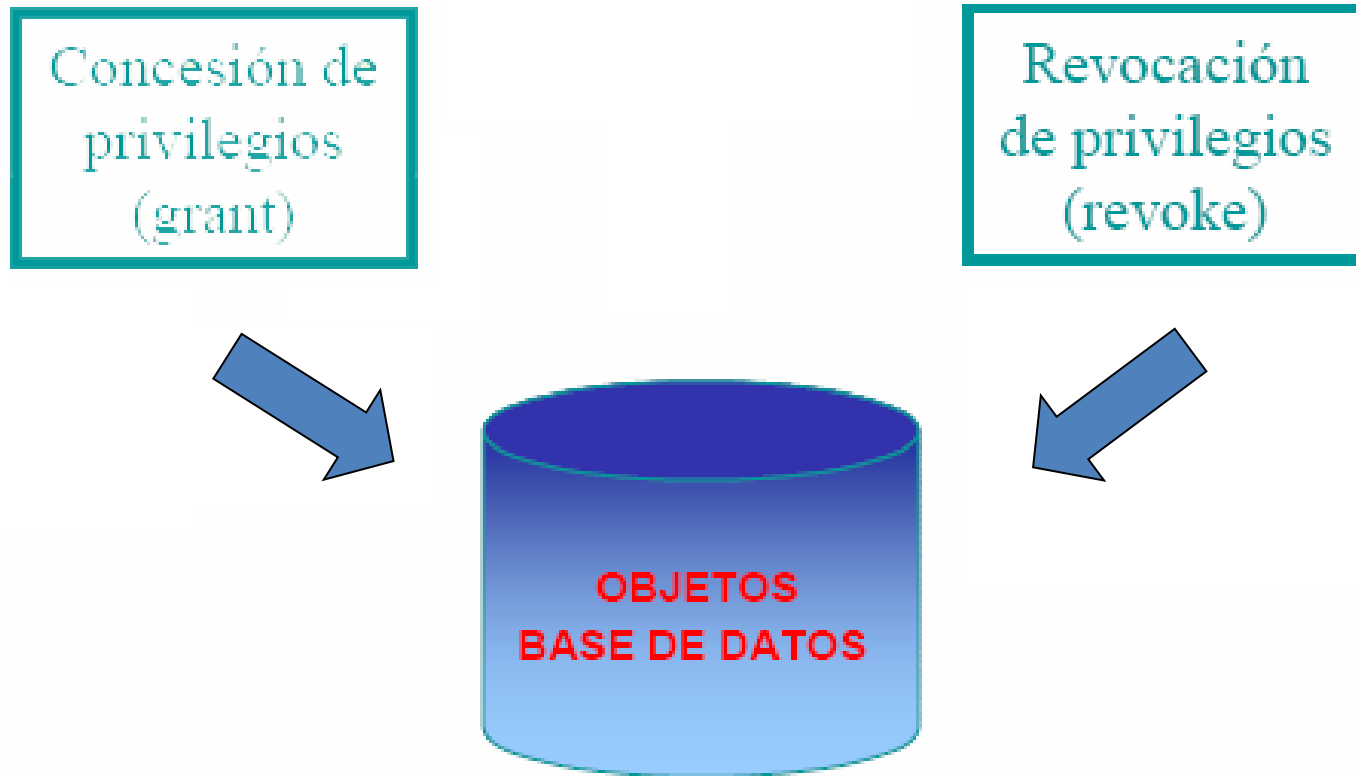 Concesión de
privilegios
(grant)
Revocación
de privilegios
(revoke)
OBJETOS
BASE DE DATOS